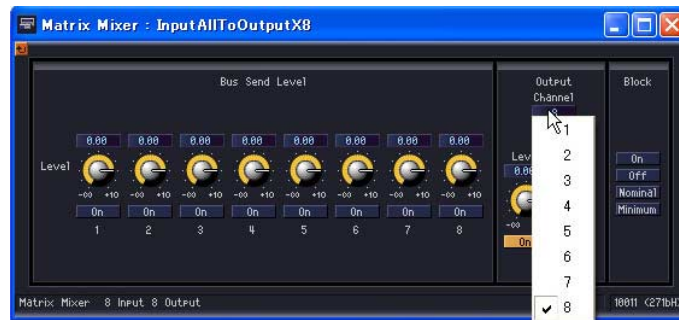 Matrix Mixer : InputAllToOutputX8
Bus Send Level
Output
Channel
Block
8
0.00 0.00 0.00 0.00 0.00 0.00 0.00 0.00
Level
-∞ +10 -∞ +10 -∞ +10 -∞ +10 -∞ +10 -∞ +10 -∞ +10 -∞ +10
On On On On On On On On
1 2 3 4 5 6 7 8
-∞
On
1
2
3
4
5
6
7
8
On
Off
Nominal
Minimum
Matrix Mixer 8 Input 8 Output
10011 (271bH)